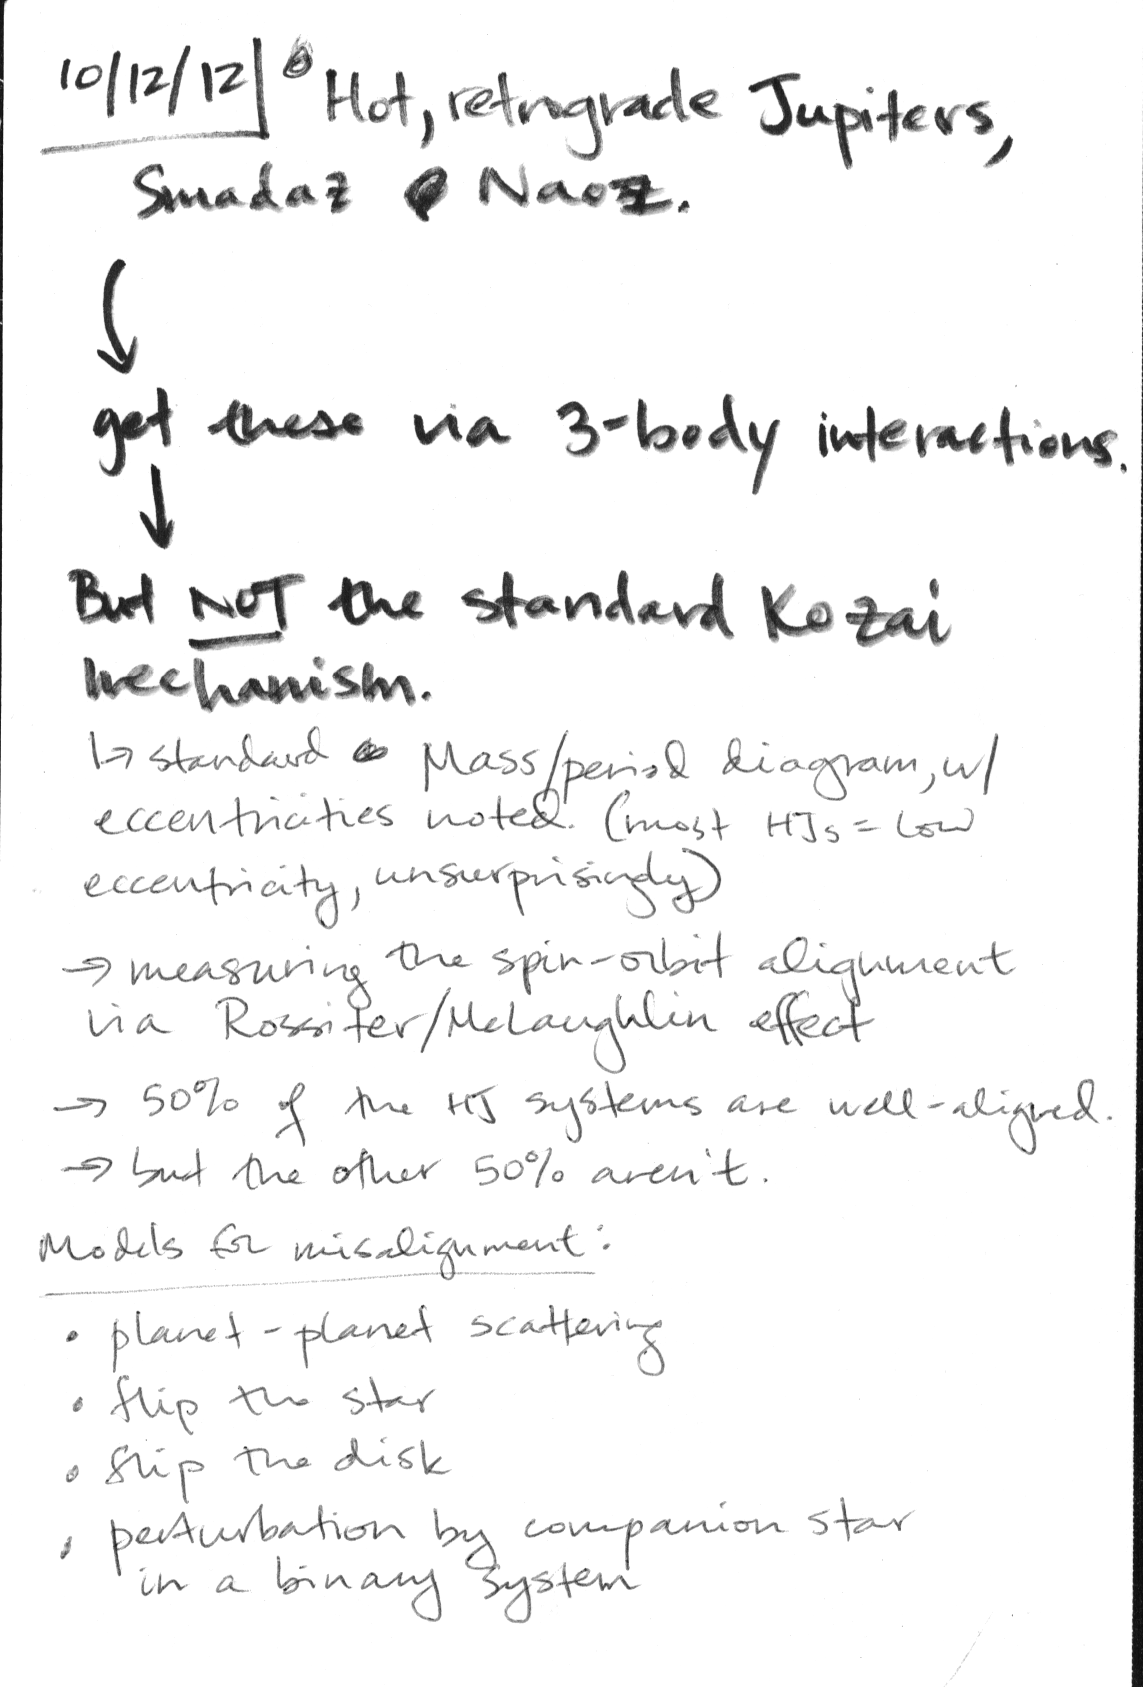 10/12/12 Hot, retrograde Jupiters,
Smadaz Naoz.
get these via 3-body interactions.
But NOT the standard Kozai
mechanism.
↳ standard Mass/period diagram, w/
eccentricities noted. (most HJs = low
eccentricity, unsurprisingly)
→ measuring the spin-orbit alignment
via Rossiter/McLaughlin effect
→ 50% of the HJ systems are well-aligned.
→ but the other 50% aren't.
Models for misalignment:
• planet-planet scattering
• flip the star
• flip the disk
• perturbation by companion star
in a binary system